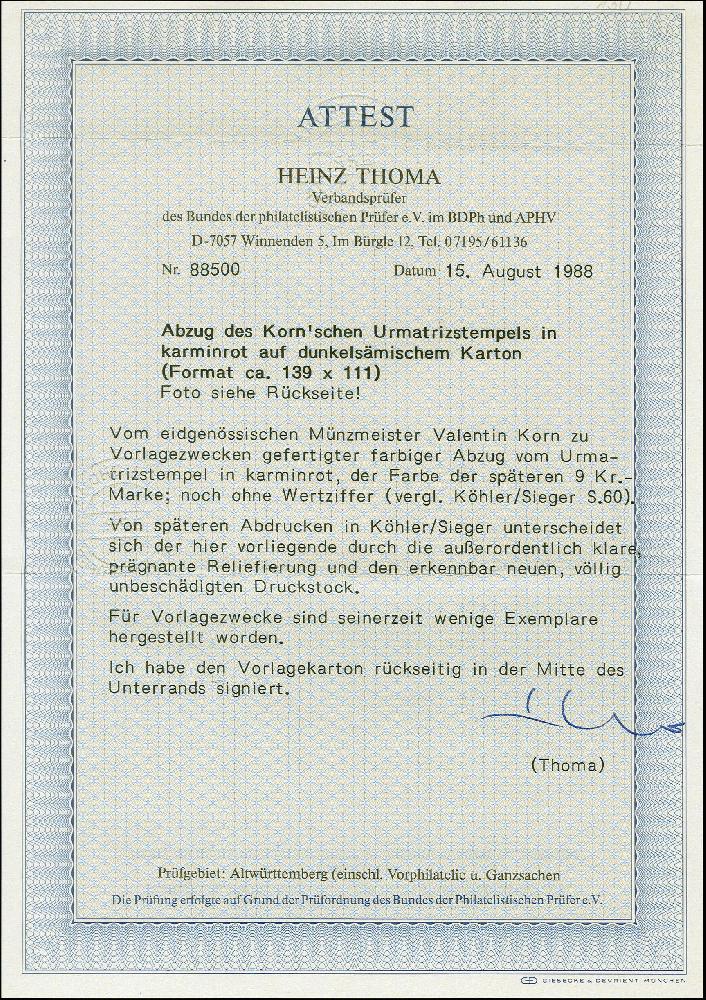 ATTEST
HEINZ THOMA
Verbandsprüfer
des Bundes der philatelistischen Prüfer e.V. im BDPh und APHV
D-7057 Winnenden 5, Im Bürgle 12, Tel. 07195/61136
Nr. 88500 Datum 15. August 1988
Abzug des Korn'schen Urmatrizstempels in
karminrot auf dunkelsämischem Karton
(Format ca. 139 x 111)
Foto siehe Rückseite!
Vom eidgenössischen Münzmeister Valentin Korn zu
Vorlagezwecken gefertigter farbiger Abzug vom Urma-
trizstempel in karminrot, der Farbe der späteren 9 Kr.-
Marke; noch ohne Wertziffer (vergl. Köhler/Sieger S.60).
Von späteren Abdrucken in Köhler/Sieger unterscheidet
sich der hier vorliegende durch die außerordentlich klare,
prägnante Reliefierung und den erkennbar neuen, völlig
unbeschädigten Druckstock.
Für Vorlagezwecke sind seinerzeit wenige Exemplare
hergestellt worden.
Ich habe den Vorlagekarton rückseitig in der Mitte des
Unterrands signiert.
(Thoma)
Prüfgebiet: Altwürttemberg (einschl. Vorphilatelie u. Ganzsachen
Die Prüfung erfolgte auf Grund der Prüfordnung des Bundes der Philatelistischen Prüfer e.V.
GIESECKE & DEVRIENT MÜNCHEN